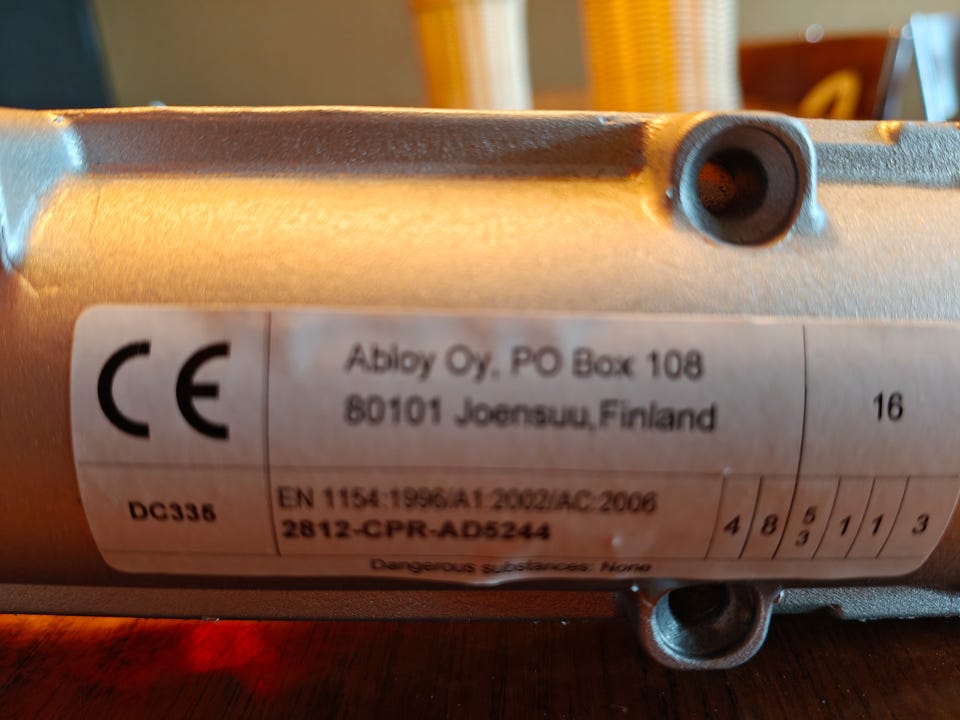 CE
Abloy Oy, PO Box 108
80101 Joensuu, Finland
16
DC335
EN 1154:1996/A1:2002/AC:2006
2812-CPR-AD5244
4 8 5 3 1 1 3
Dangerous substances: None